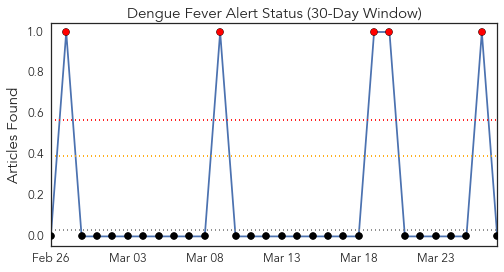 Dengue Fever Alert Status (30-Day Window)
Articles Found
1.0
0.8
0.6
0.4
0.2
0.0
Feb 26 Mar 03 Mar 08 Mar 13 Mar 18 Mar 23